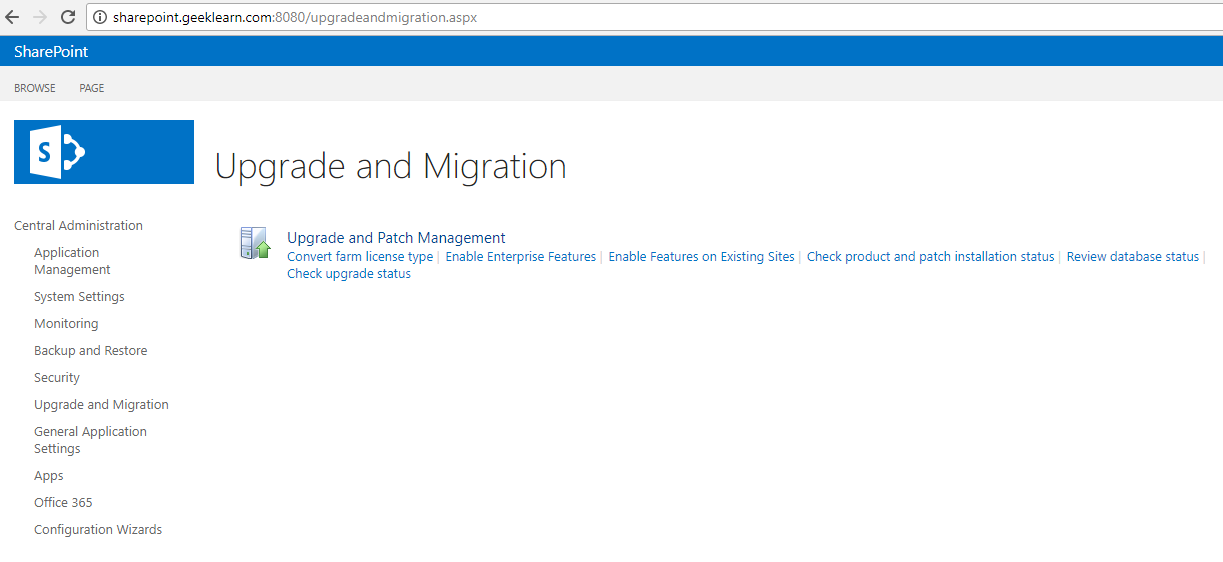 sharepoint.geeklearn.com:8080/upgradeandmigration.aspx
SharePoint
BROWSE PAGE
S
Upgrade and Migration
Central Administration
Application
Management
System Settings
Monitoring
Backup and Restore
Security
Upgrade and Migration
General Application
Settings
Apps
Office 365
Configuration Wizards
Upgrade and Patch Management
Convert farm license type | Enable Enterprise Features | Enable Features on Existing Sites | Check product and patch installation status | Review database status |
Check upgrade status